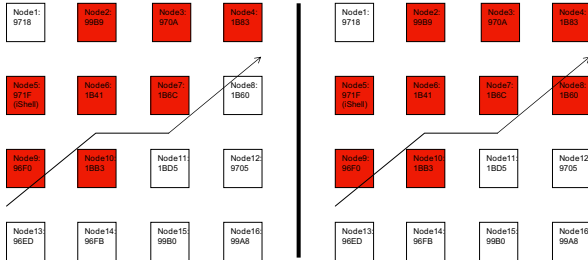 Node1:
9718
Node2:
99B9
Node3:
970A
Node4:
1B83
Node5:
971F
(iShell)
Node6:
1B41
Node7:
1B6C
Node8:
1B60
Node9:
96F0
Node10:
1BB3
Node11:
1BD5
Node12:
9705
Node13:
96ED
Node14:
96FB
Node15:
99B0
Node16:
99A8
Node1:
9718
Node2:
99B9
Node3:
970A
Node4:
1B83
Node5:
971F
(iShell)
Node6:
1B41
Node7:
1B6C
Node8:
1B60
Node9:
96F0
Node10:
1BB3
Node11:
1BD5
Node12:
9705
Node13:
96ED
Node14:
96FB
Node15:
99B0
Node16:
99A8